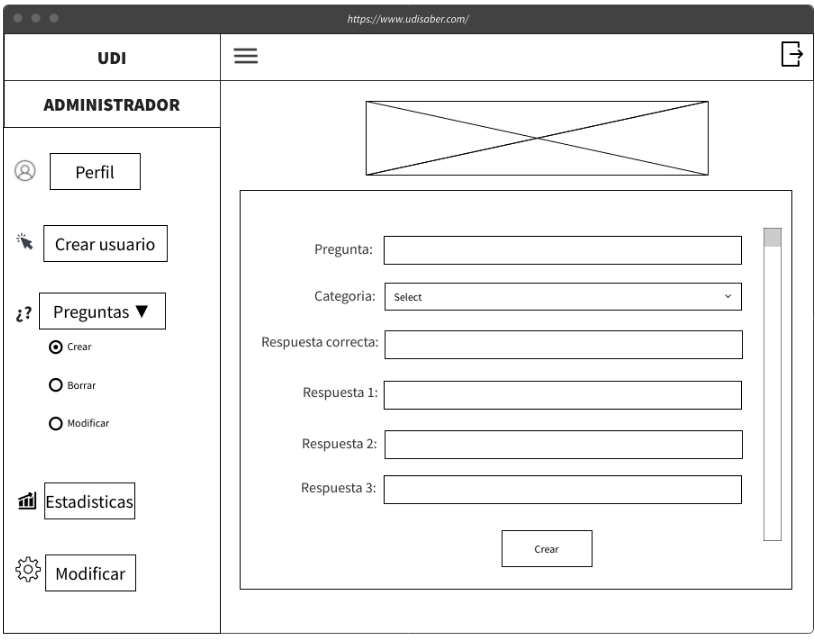 https://www.udisaber.com/
UDI
ADMINISTRADOR
Perfil
Crear usuario
¿? Preguntas ▼
Crear
Borrar
Modificar
Estadisticas
Modificar
Pregunta:
Categoria: Select
Respuesta correcta:
Respuesta 1:
Respuesta 2:
Respuesta 3:
Crear